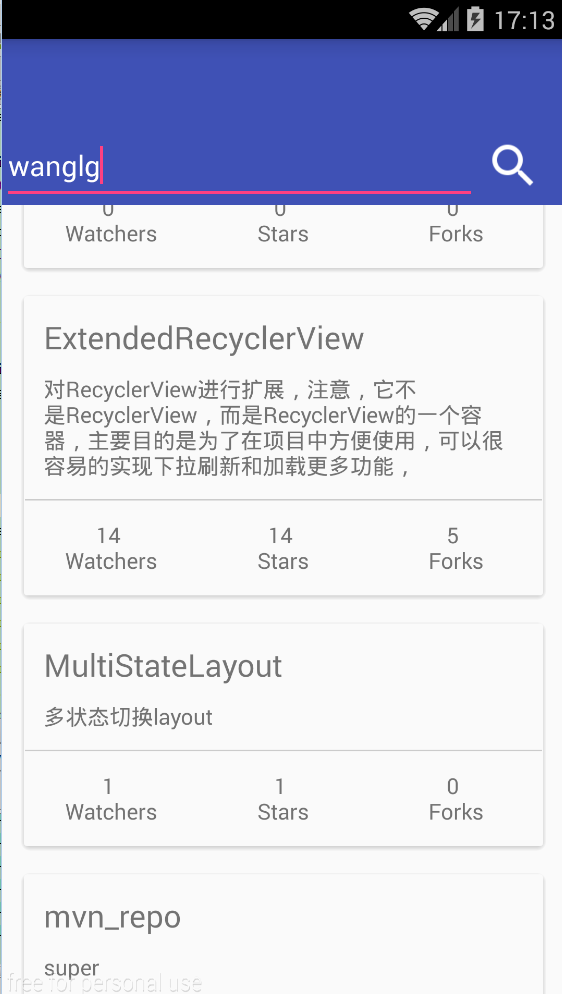 17:13
wanglg
0 0 0
Watchers Stars Forks
ExtendedRecyclerView
对RecyclerView进行扩展，注意，它不
是RecyclerView，而是RecyclerView的一个容
器，主要目的是为了在项目中方便使用，可以很
容易的实现下拉刷新和加载更多功能，
14 14 5
Watchers Stars Forks
MultiStateLayout
多状态切换layout
1 1 0
Watchers Stars Forks
mvn_repo
super
free for personal use